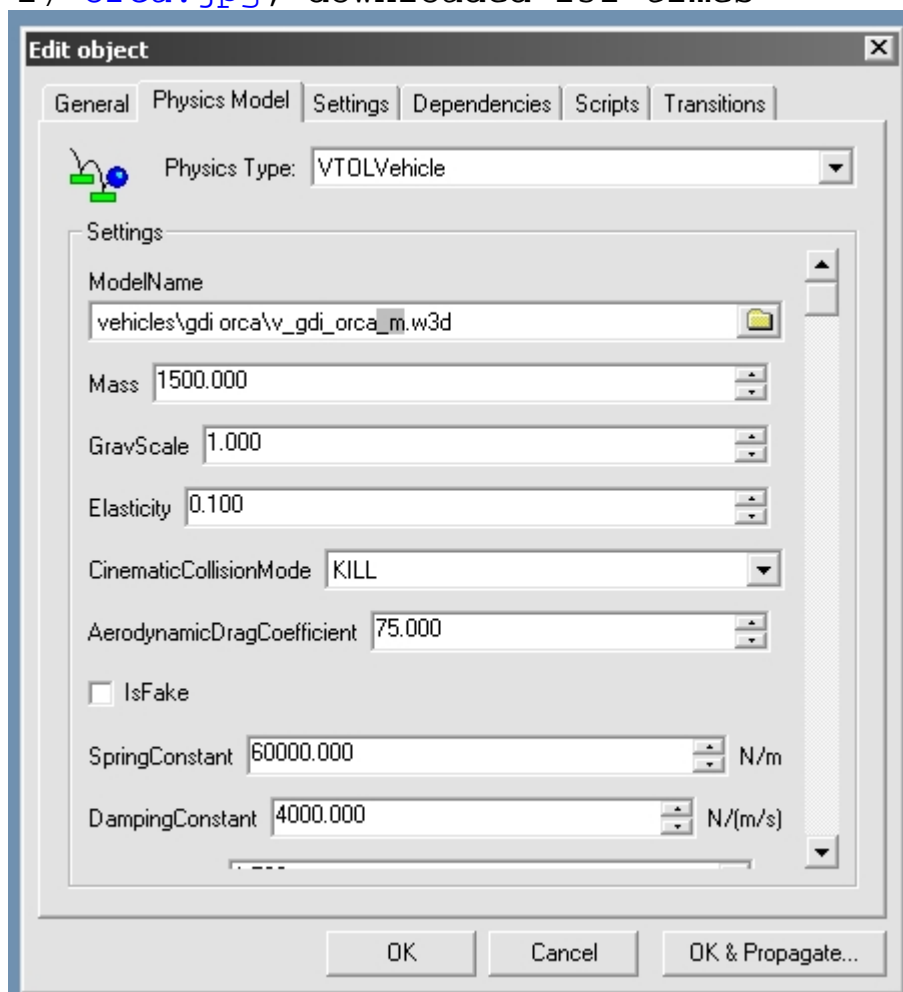 Edit object
General Physics Model Settings Dependencies Scripts Transitions
Physics Type: VTOLVehicle
Settings
ModelName
vehicles\gdi orca\v_gdi_orca_m.w3d
Mass 1500.000
GravScale 1.000
Elasticity 0.100
CinematicCollisionMode KILL
AerodynamicDragCoefficient 75.000
IsFake
SpringConstant 60000.000 N/m
DampingConstant 4000.000 N/(m/s)
OK Cancel OK & Propagate...